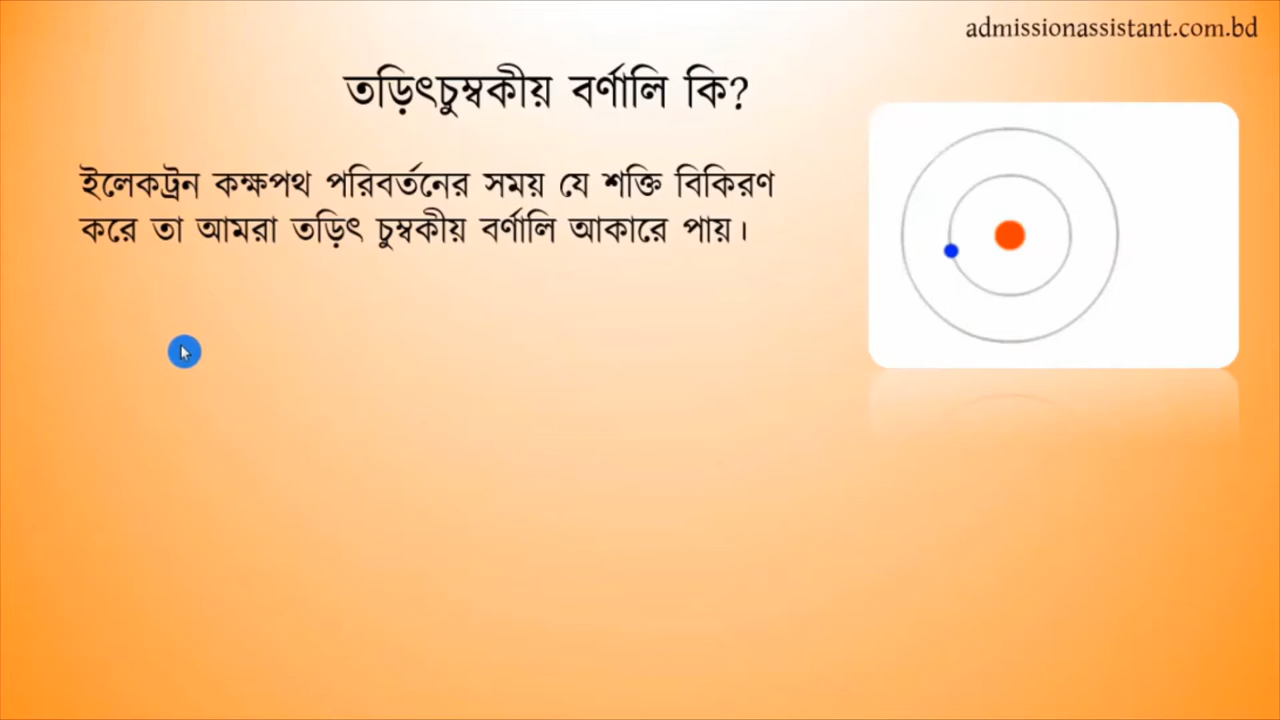 admissionassistant.com.bd
তড়িৎচুম্বকীয় বর্ণালি কি?
ইলেকট্রন কক্ষপথ পরিবর্তনের সময় যে শক্তি বিকিরণ
করে তা আমরা তড়িৎ চুম্বকীয় বর্ণালি আকারে পায়।